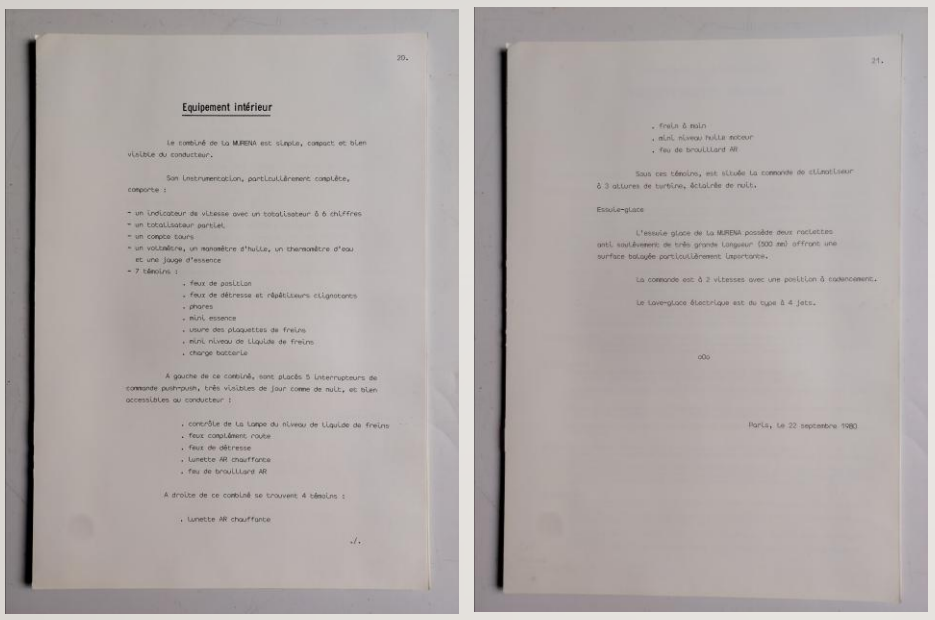 20.
Equipement intérieur
Le combiné de la MURENA est simple, compact et bien
visible du conducteur.
Son instrumentation, particulièrement complète,
comporte :
- un indicateur de vitesse avec un totalisateur à 6 chiffres
- un totalisateur partiel
- un compte tours
- un voltmètre, un manomètre d'huile, un thermomètre d'eau
et une jauge d'essence
- 7 témoins :
. feux de position
. feux de détresse et répétiteurs clignotants
. phares
. mini essence
. usure des plaquettes de freins
. mini niveau de liquide de freins
. charge batterie
A gauche de ce combiné, sont placés 5 interrupteurs de
commande push-push, très visibles de jour comme de nuit, et bien
accessibles au conducteur :
. contrôle de la lampe du niveau de liquide de freins
. feux complément route
. feux de détresse
. lunette AR chauffante
. feu de brouillard AR
A droite de ce combiné se trouvent 4 témoins :
. lunette AR chauffante
./.
21.
. frein à main
. mini niveau huile moteur
. feu de brouillard AR
Sous ces témoins, est située la commande de climatiseur
à 3 allures de turbine, éclairée de nuit.
Essuie-glace
L'essuie glace de la MURENA possède deux raclettes
anti soulèvement de très grande longueur (500 mm) offrant une
surface balayée particulièrement importante.
La commande est à 2 vitesses avec une position à cadencement.
Le lave-glace électrique est du type à 4 jets.
oOo
Paris, le 22 septembre 1980